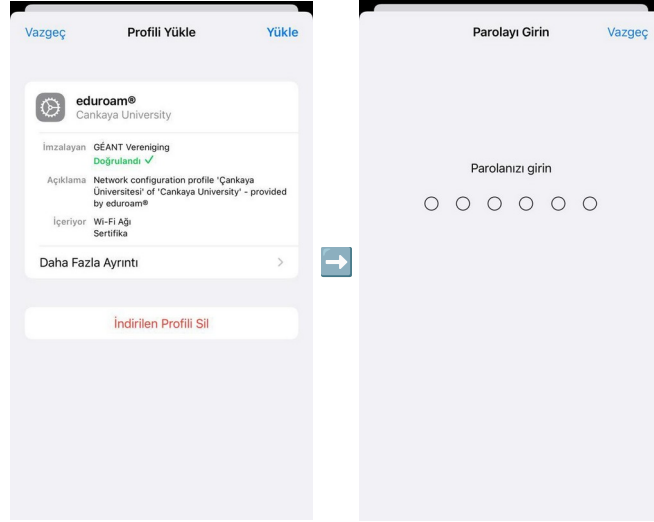 Vazgeç Profili Yükle Yükle
eduroam®
Cankaya University
İmzalayan GÉANT Vereniging
Doğrulandı ✓
Açıklama Network configuration profile 'Çankaya
Üniversitesi' of 'Cankaya University' - provided
by eduroam®
İçeriyor Wi-Fi Ağı
Sertifika
Daha Fazla Ayrıntı
İndirilen Profili Sil
Parolayı Girin Vazgeç
Parolanızı girin